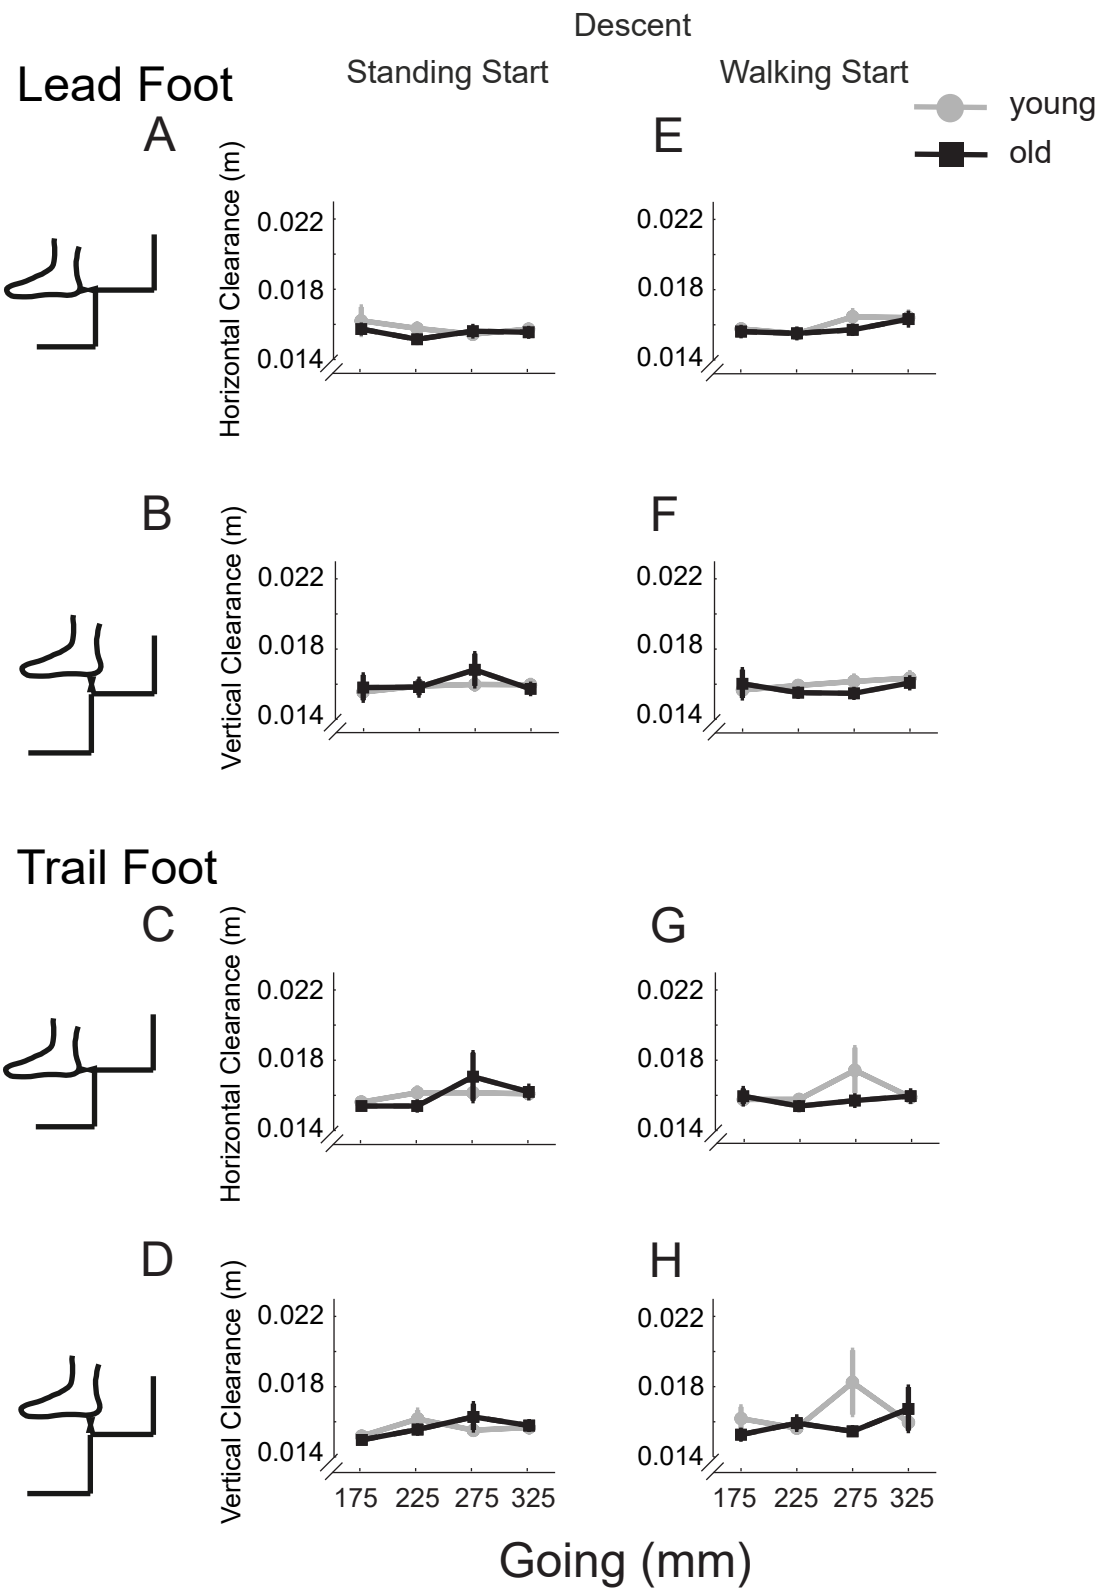 Descent
Lead Foot
Standing Start
Walking Start
young
old
A
Horizontal Clearance (m)
0.022
0.018
0.014
E
0.022
0.018
0.014
B
Vertical Clearance (m)
0.022
0.018
0.014
F
0.022
0.018
0.014
Trail Foot
C
Horizontal Clearance (m)
0.022
0.018
0.014
G
0.022
0.018
0.014
D
Vertical Clearance (m)
0.022
0.018
0.014
175 225 275 325
H
0.022
0.018
0.014
175 225 275 325
Going (mm)